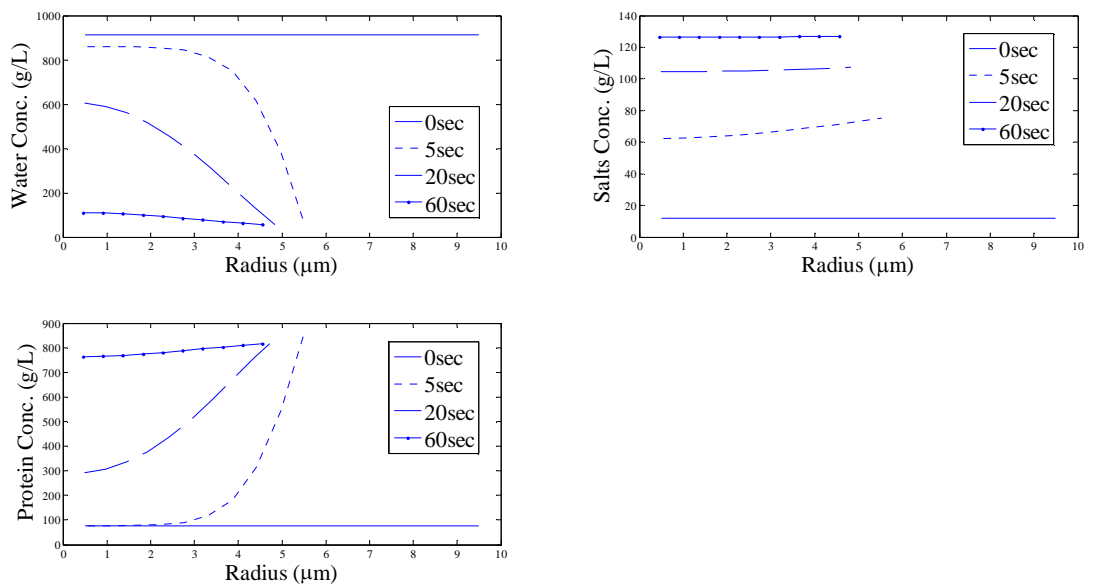 1000
800
600
400
200
0
Water Conc. (g/L)
0 1 2 3 4 5 6 7 8 9 10
Radius (μm)
0sec
5sec
20sec
60sec
140
120
100
80
60
40
20
0
Salts Conc. (g/L)
0 1 2 3 4 5 6 7 8 9 10
Radius (μm)
0sec
5sec
20sec
60sec
900
800
700
600
500
400
300
200
100
0
Protein Conc. (g/L)
0 1 2 3 4 5 6 7 8 9 10
Radius (μm)
0sec
5sec
20sec
60sec